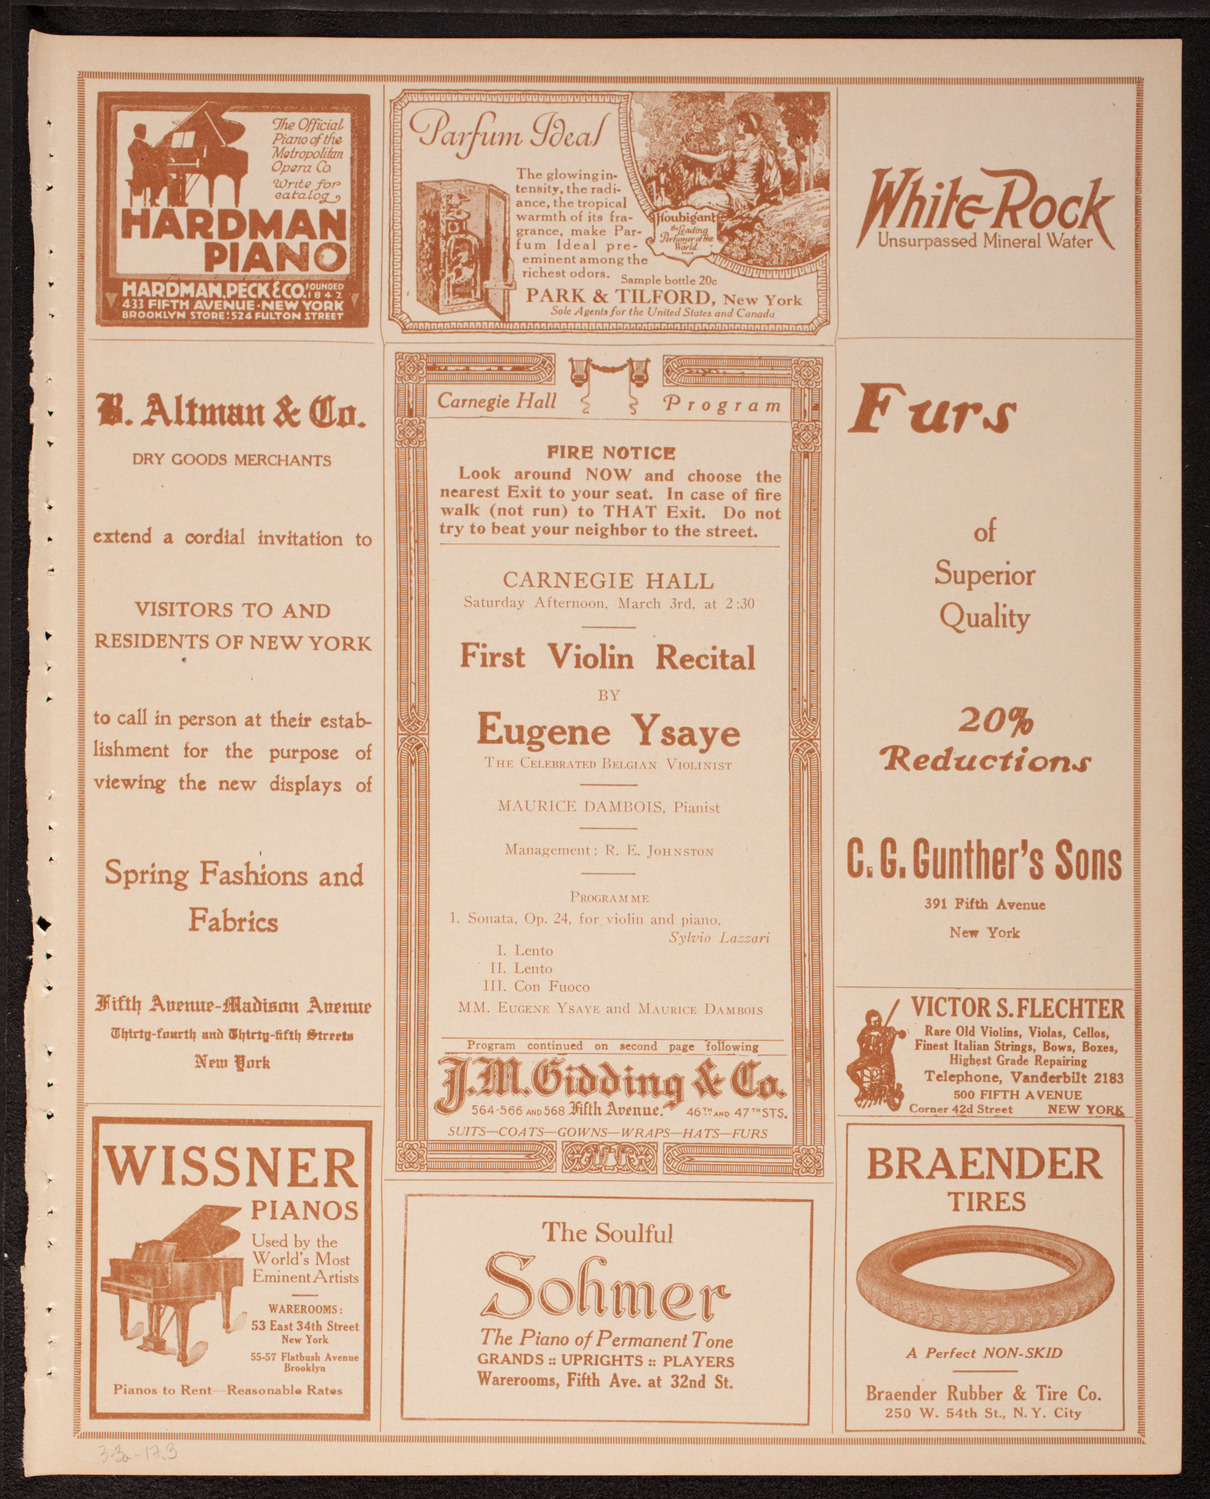 The Official
Piano of the
Metropolitan
Opera Co.
Write for
catalog
HARDMAN
PIANO
HARDMAN, PECK & CO. FOUNDED 1842
433 FIFTH AVENUE · NEW YORK
BROOKLYN STORE: 524 FULTON STREET
Parfum Ideal
The glowing in-
tensity, the radi-
ance, the tropical
warmth of its fra-
grance, make Par-
fum Ideal pre-
eminent among the
richest odors.
Houbigant
the Leading
Perfumer of the
World
Sample bottle 20c
PARK & TILFORD, New York
Sole Agents for the United States and Canada
White Rock
Unsurpassed Mineral Water
B. Altman & Co.
DRY GOODS MERCHANTS
extend a cordial invitation to
VISITORS TO AND
RESIDENTS OF NEW YORK
to call in person at their estab-
lishment for the purpose of
viewing the new displays of
Spring Fashions and
Fabrics
Fifth Avenue-Madison Avenue
Thirty-fourth and Thirty-fifth Streets
New York
WISSNER
PIANOS
Used by the
World's Most
Eminent Artists
WAREROOMS:
53 East 34th Street
New York
55-57 Flatbush Avenue
Brooklyn
Pianos to Rent—Reasonable Rates
Carnegie Hall Program
FIRE NOTICE
Look around NOW and choose the
nearest Exit to your seat. In case of fire
walk (not run) to THAT Exit. Do not
try to beat your neighbor to the street.
CARNEGIE HALL
Saturday Afternoon, March 3rd, at 2:30
First Violin Recital
BY
Eugene Ysaye
THE CELEBRATED BELGIAN VIOLINIST
MAURICE DAMBOIS, Pianist
Management: R. E. JOHNSTON
PROGRAMME
1. Sonata, Op. 24, for violin and piano,
Sylvio Lazzari
I. Lento
II. Lento
III. Con Fuoco
MM. EUGENE YSAYE and MAURICE DAMBOIS
Program continued on second page following
J. M. Gidding & Co.
564-566 AND 568 Fifth Avenue. 46TH AND 47TH STS.
SUITS—COATS—GOWNS—WRAPS—HATS—FURS
The Soulful
Sohmer
The Piano of Permanent Tone
GRANDS :: UPRIGHTS :: PLAYERS
Warerooms, Fifth Ave. at 32nd St.
Furs
of
Superior
Quality
20%
Reductions
C. G. Gunther's Sons
391 Fifth Avenue
New York
VICTOR S. FLECHTER
Rare Old Violins, Violas, Cellos,
Finest Italian Strings, Bows, Boxes,
Highest Grade Repairing
Telephone, Vanderbilt 2183
500 FIFTH AVENUE
Corner 42d Street NEW YORK
BRAENDER
TIRES
A Perfect NON-SKID
Braender Rubber & Tire Co.
250 W. 54th St., N. Y. City